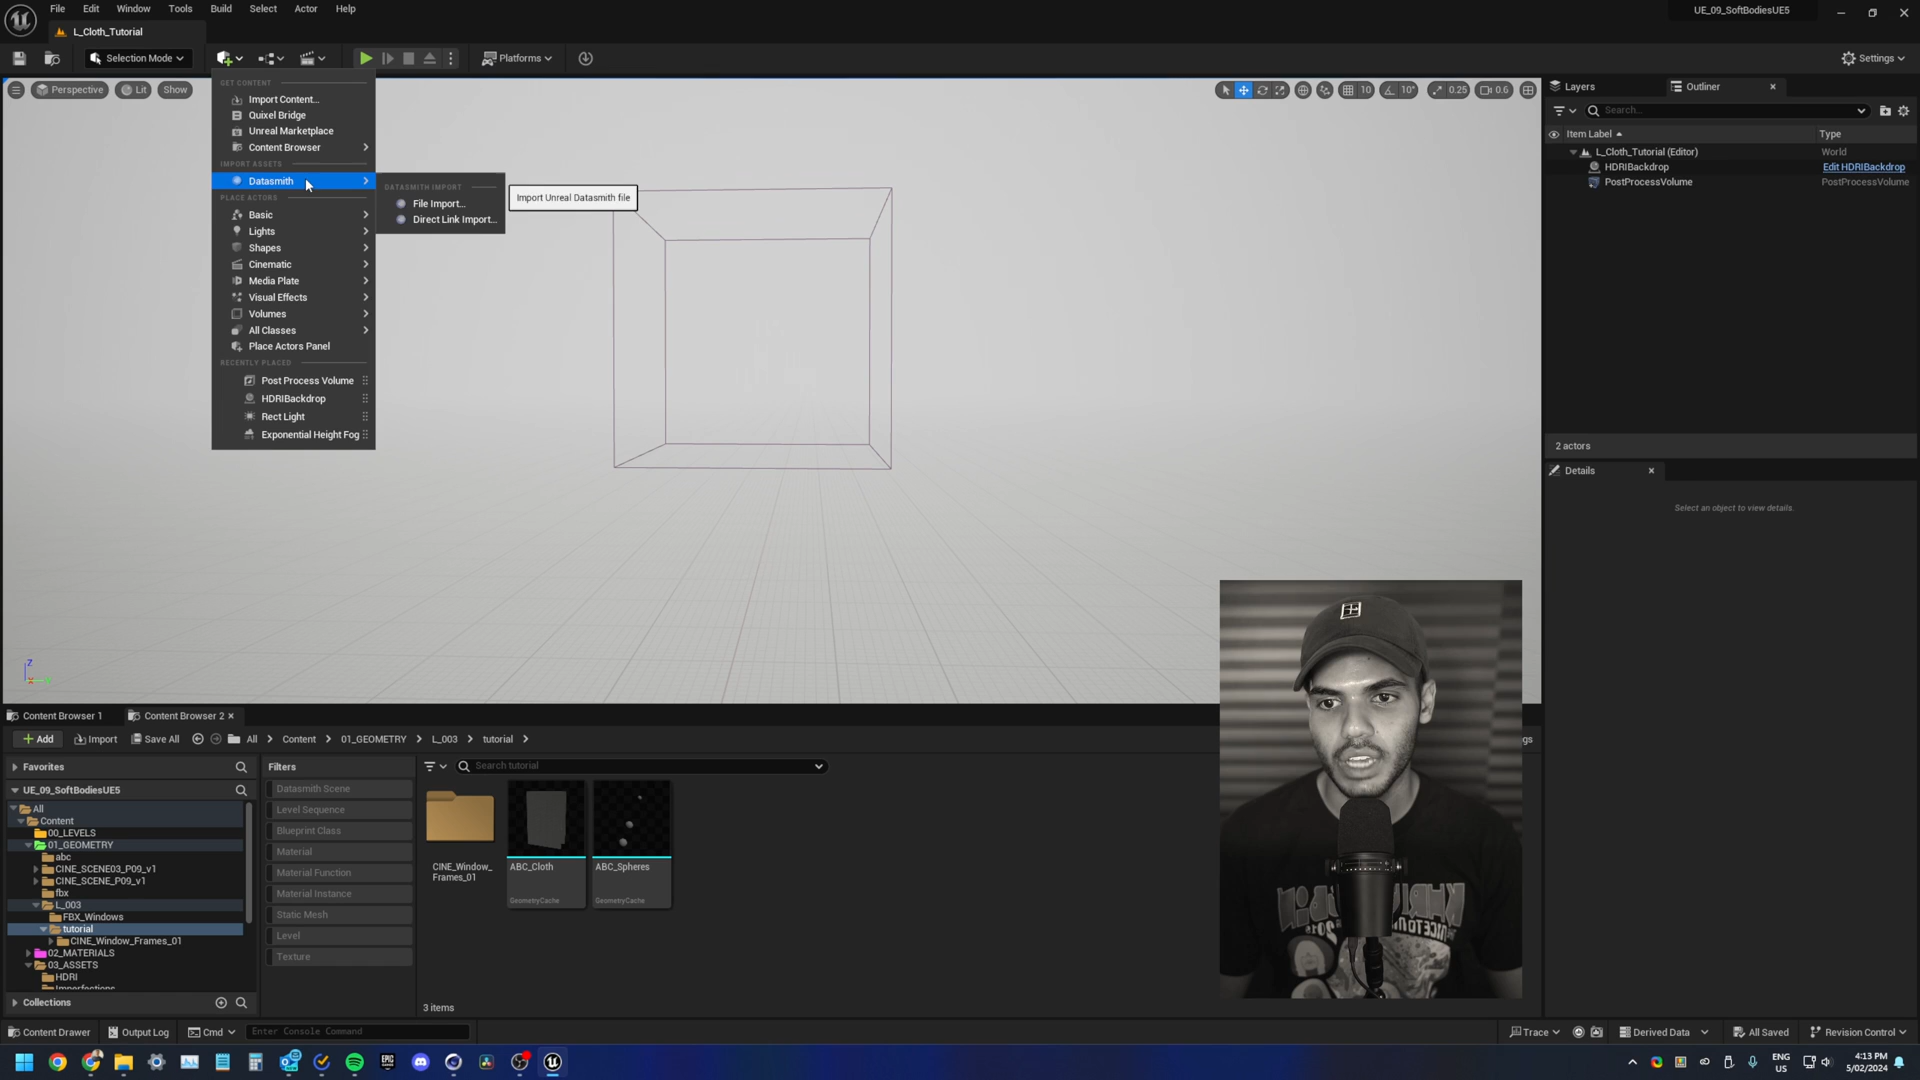 File Edit Window Tools Build Select Actor Help
UE_09_SoftBodiesUE5
L_Cloth_Tutorial
Selection Mode
Platforms
Settings
Perspective Lit Show
10 10° 0.25 0.6
GET CONTENT
Import Content...
Quixel Bridge
Unreal Marketplace
Content Browser
IMPORT ASSETS
Datasmith
PLACE ACTORS
Basic
Lights
Shapes
Cinematic
Media Plate
Visual Effects
Volumes
All Classes
Place Actors Panel
RECENTLY PLACED
Post Process Volume
HDRIBackdrop
Rect Light
Exponential Height Fog
DATASMITH IMPORT
File Import...
Direct Link Import...
Import Unreal Datasmith file
Layers Outliner
Search...
Item Label Type
L_Cloth_Tutorial (Editor) World
HDRIBackdrop Edit HDRIBackdrop
PostProcessVolume PostProcessVolume
2 actors
Details
Select an object to view details.
Z
Content Browser 1 Content Browser 2
Add Import Save All All Content 01_GEOMETRY L_003 tutorial
Favorites
UE_09_SoftBodiesUE5
All
Content
00_LEVELS
01_GEOMETRY
abc
CINE_SCENE03_P09_v1
CINE_SCENE_P09_v1
fbx
L_003
FBX_Windows
tutorial
CINE_Window_Frames_01
02_MATERIALS
03_ASSETS
HDRI
Imperfections
Collections
Filters
Datasmith Scene
Level Sequence
Blueprint Class
Material
Material Function
Material Instance
Static Mesh
Level
Texture
Search tutorial
CINE_Window_
Frames_01
ABC_Cloth
GeometryCache
ABC_Spheres
GeometryCache
3 items
Content Drawer Output Log Cmd Enter Console Command
Trace Derived Data All Saved Revision Control
EPIC
ENG
US
4:13 PM
5/02/2024